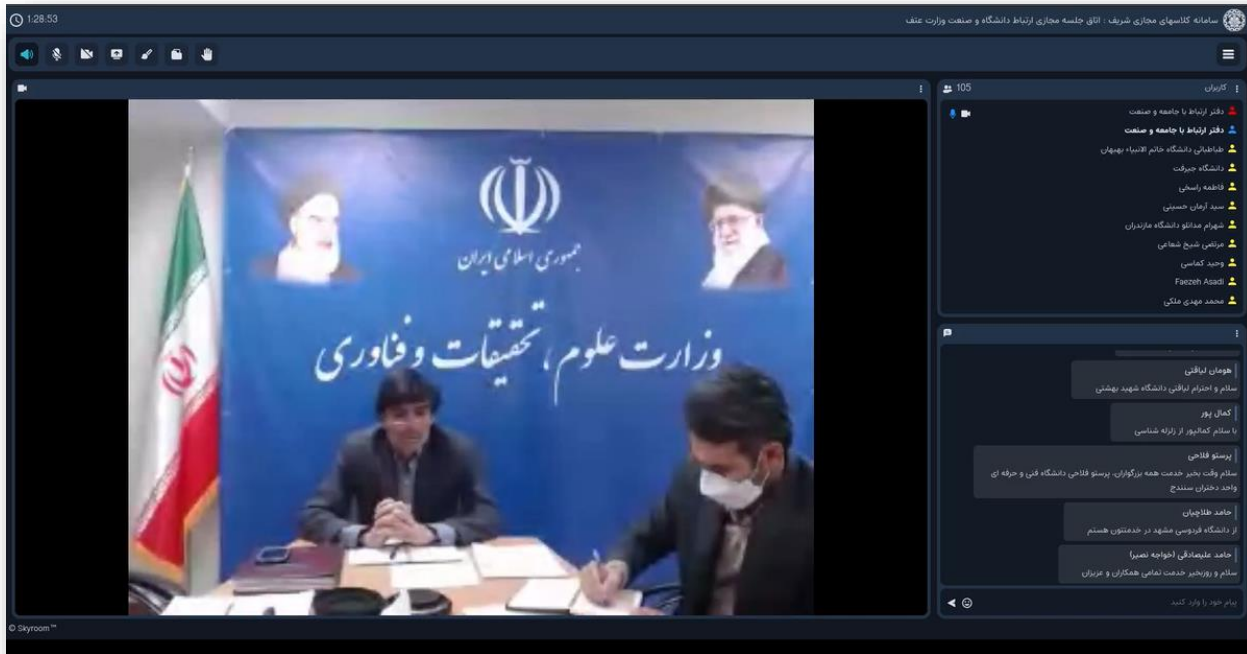 سامانه کلاسهای مجازی شریف : اتاق جلسه مجازی ارتباط دانشگاه و صنعت وزارت عتف
1:28:53
جمهوری اسلامی ایران
وزارت علوم، تحقیقات و فناوری
کاربران
105
دفتر ارتباط با جامعه و صنعت
دفتر ارتباط با جامعه و صنعت
طباطبائی دانشگاه خاتم الانبیاء بهبهان
دانشگاه جیرفت
فاطمه راسخی
سید آرمان حسینی
شهرام مدانلو دانشگاه مازندران
مرتضی شیخ شعاعی
وحید کماسی
Faezeh Asadi
محمد مهدی ملکی
هومان لیاقتی
سلام و احترام لیاقتی دانشگاه شهید بهشتی
کمال پور
با سلام کمالپور از زلزله شناسی
پرستو فلاحی
سلام وقت بخیر خدمت همه بزرگواران، پرستو فلاحی دانشگاه فنی و حرفه ای
واحد دختران سنندج
حامد طلاچیان
از دانشگاه فردوسی مشهد در خدمتتون هستم
حامد علیصادقی (خواجه نصیر)
سلام و روزبخیر خدمت تمامی همکاران و عزیزان
پیام خود را وارد کنید
© Skyroom™